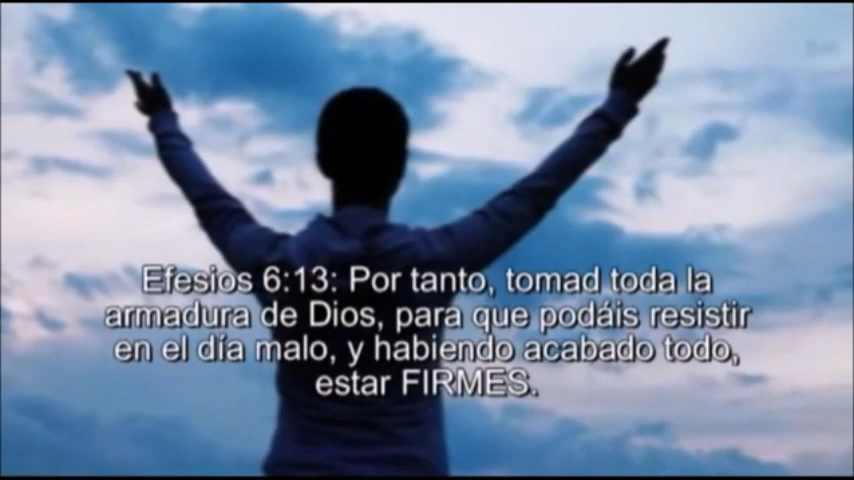 Efesios 6:13: Por tanto, tomad toda la
armadura de Dios, para que podáis resistir
en el día malo, y habiendo acabado todo,
estar FIRMES.